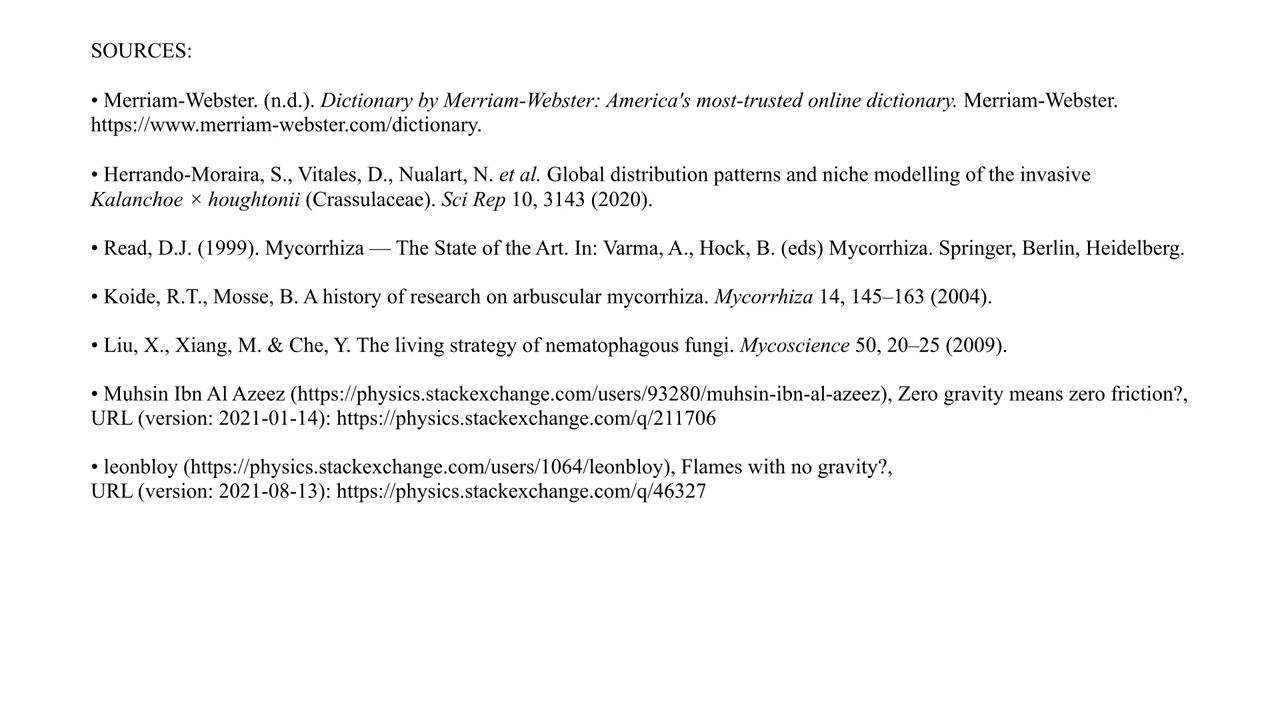 SOURCES:
• Merriam-Webster. (n.d.). Dictionary by Merriam-Webster: America's most-trusted online dictionary. Merriam-Webster.
https://www.merriam-webster.com/dictionary.
• Herrando-Moraira, S., Vitales, D., Nualart, N. et al. Global distribution patterns and niche modelling of the invasive
Kalanchoe × houghtonii (Crassulaceae). Sci Rep 10, 3143 (2020).
• Read, D.J. (1999). Mycorrhiza — The State of the Art. In: Varma, A., Hock, B. (eds) Mycorrhiza. Springer, Berlin, Heidelberg.
• Koide, R.T., Mosse, B. A history of research on arbuscular mycorrhiza. Mycorrhiza 14, 145–163 (2004).
• Liu, X., Xiang, M. & Che, Y. The living strategy of nematophagous fungi. Mycoscience 50, 20–25 (2009).
• Muhsin Ibn Al Azeez (https://physics.stackexchange.com/users/93280/muhsin-ibn-al-azeez), Zero gravity means zero friction?,
URL (version: 2021-01-14): https://physics.stackexchange.com/q/211706
• leonbloy (https://physics.stackexchange.com/users/1064/leonbloy), Flames with no gravity?,
URL (version: 2021-08-13): https://physics.stackexchange.com/q/46327